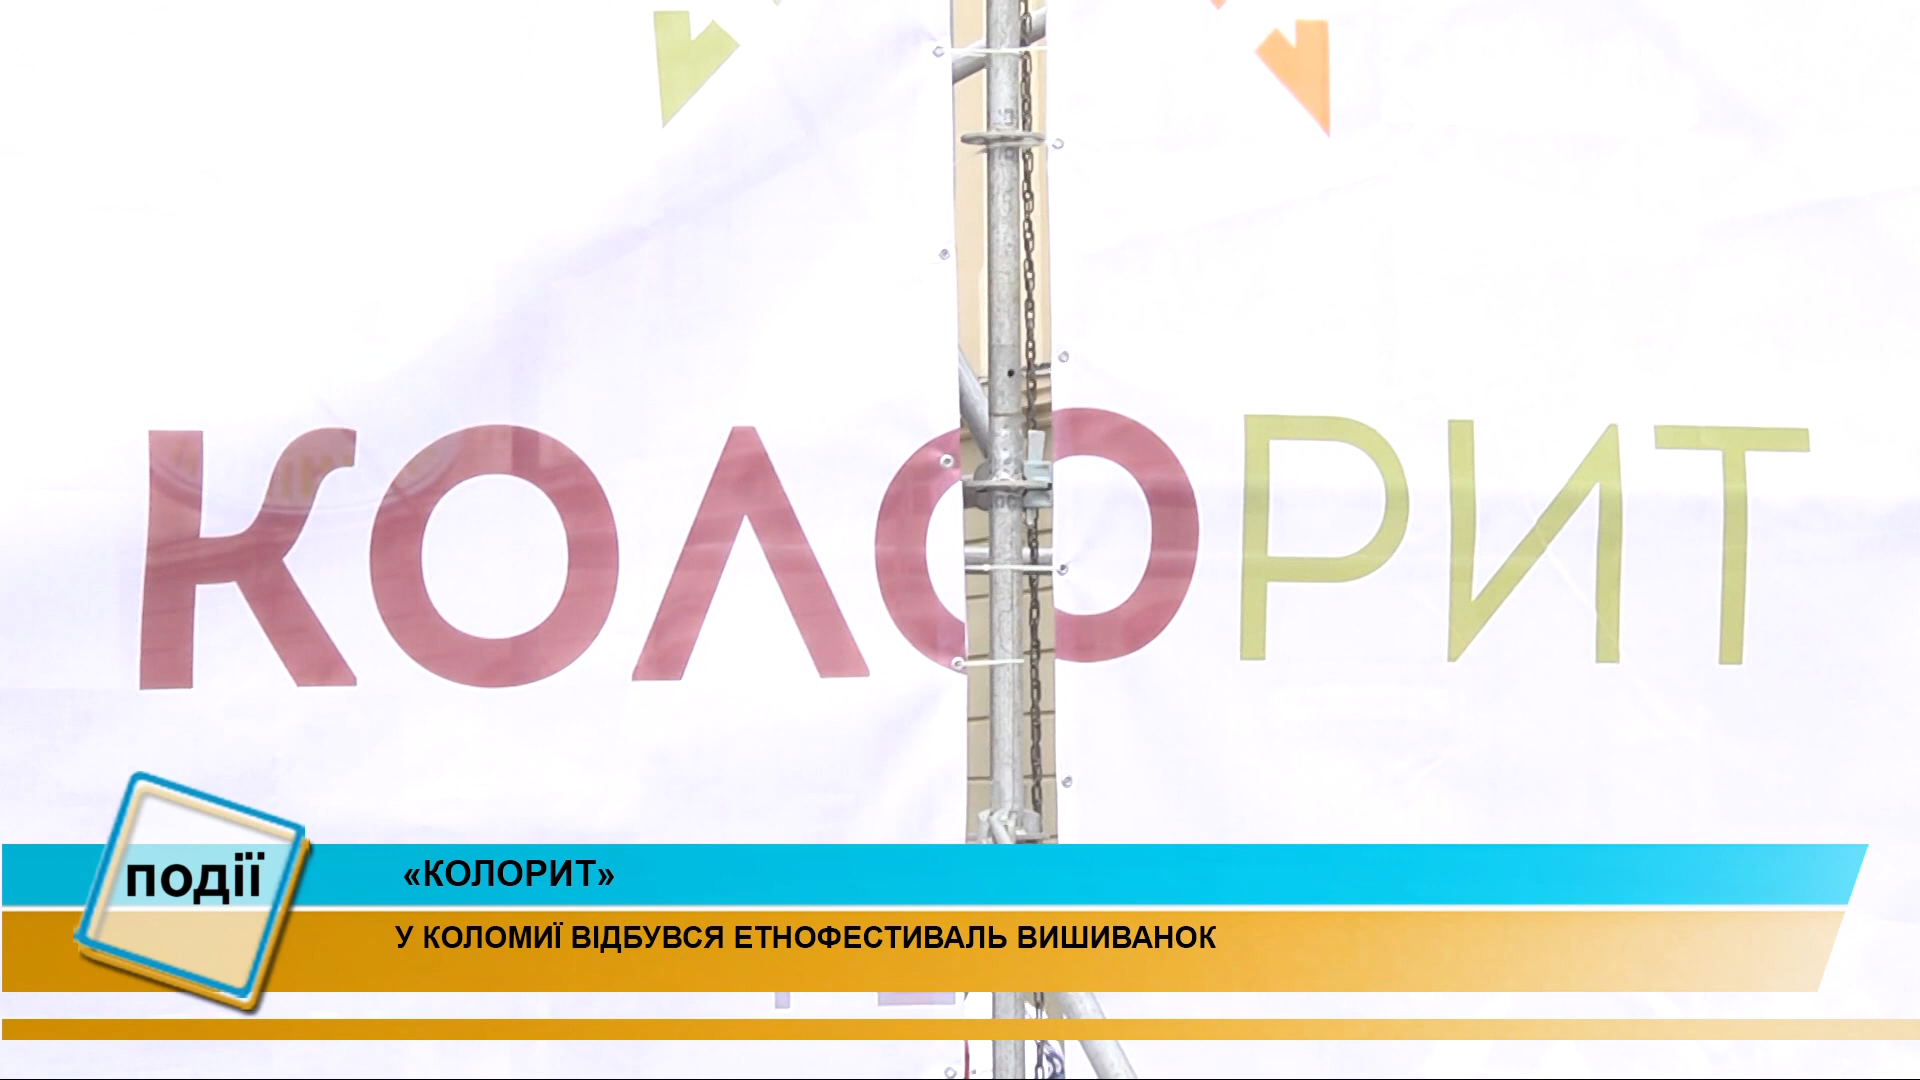 КОЛОРИТ
події
«КОЛОРИТ»
У КОЛОМИЇ ВІДБУВСЯ ЕТНОФЕСТИВАЛЬ ВИШИВАНОК